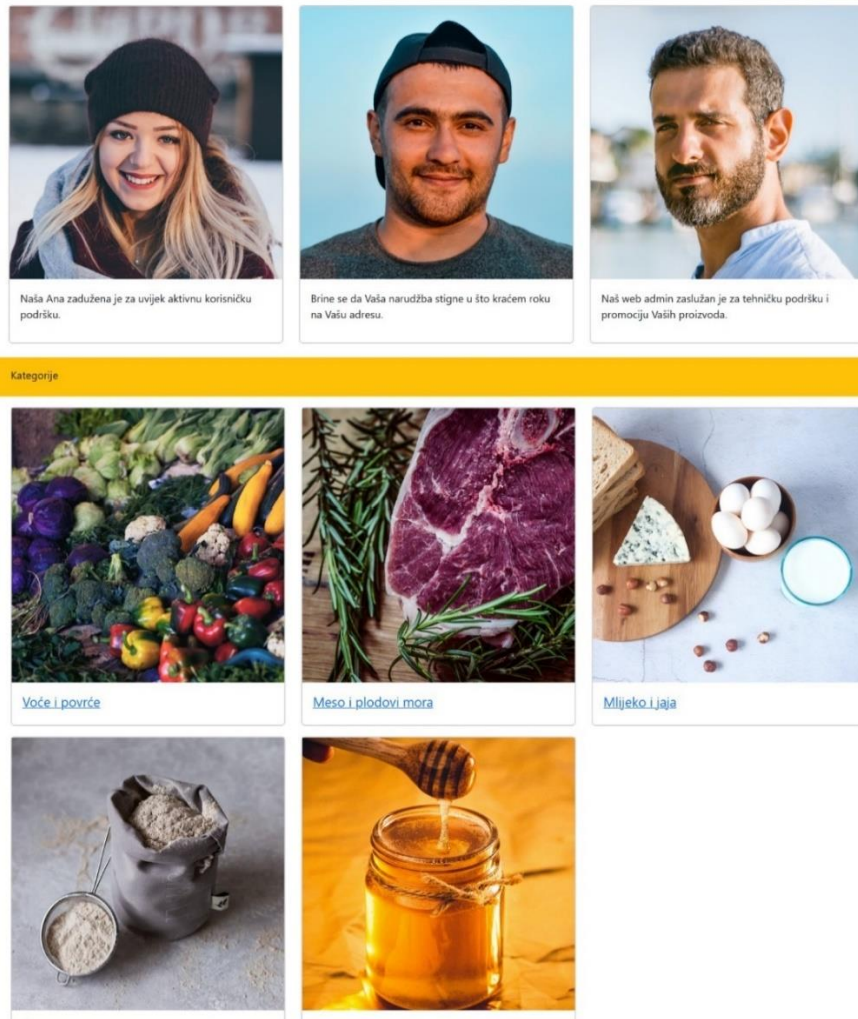 Naša Ana zadužena je za uvijek aktivnu korisničku
podršku.
Brine se da Vaša narudžba stigne u što kraćem roku
na Vašu adresu.
Naš web admin zaslužan je za tehničku podršku i
promociju Vaših proizvoda.
Kategorije
Voće i povrće
Meso i plodovi mora
Mlijeko i jaja